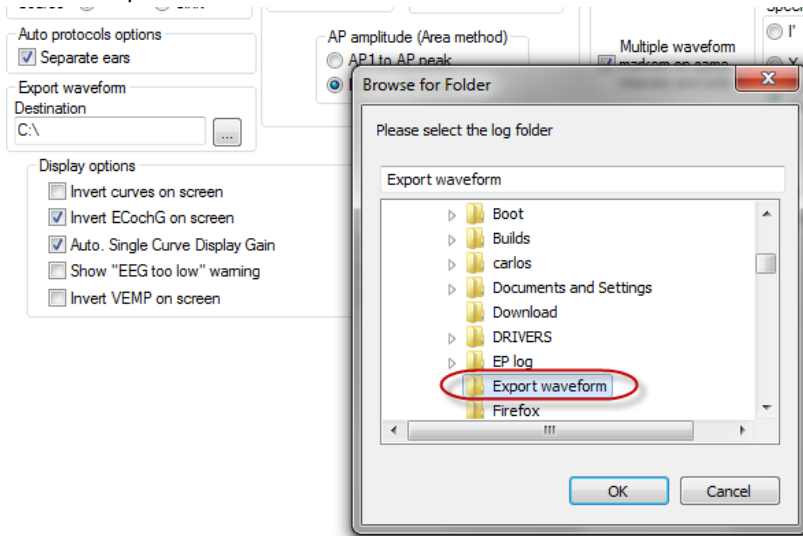 Auto protocols options
Separate ears
Export waveform
Destination
C:\
...
Display options
Invert curves on screen
Invert ECochG on screen
Auto. Single Curve Display Gain
Show "EEG too low" warning
Invert VEMP on screen
AP amplitude (Area method)
AP1 to AP peak
Multiple waveform
markers on same
Browse for Folder
Please select the log folder
Export waveform
Boot
Builds
carlos
Documents and Settings
Download
DRIVERS
EP log
Export waveform
Firefox
OK
Cancel